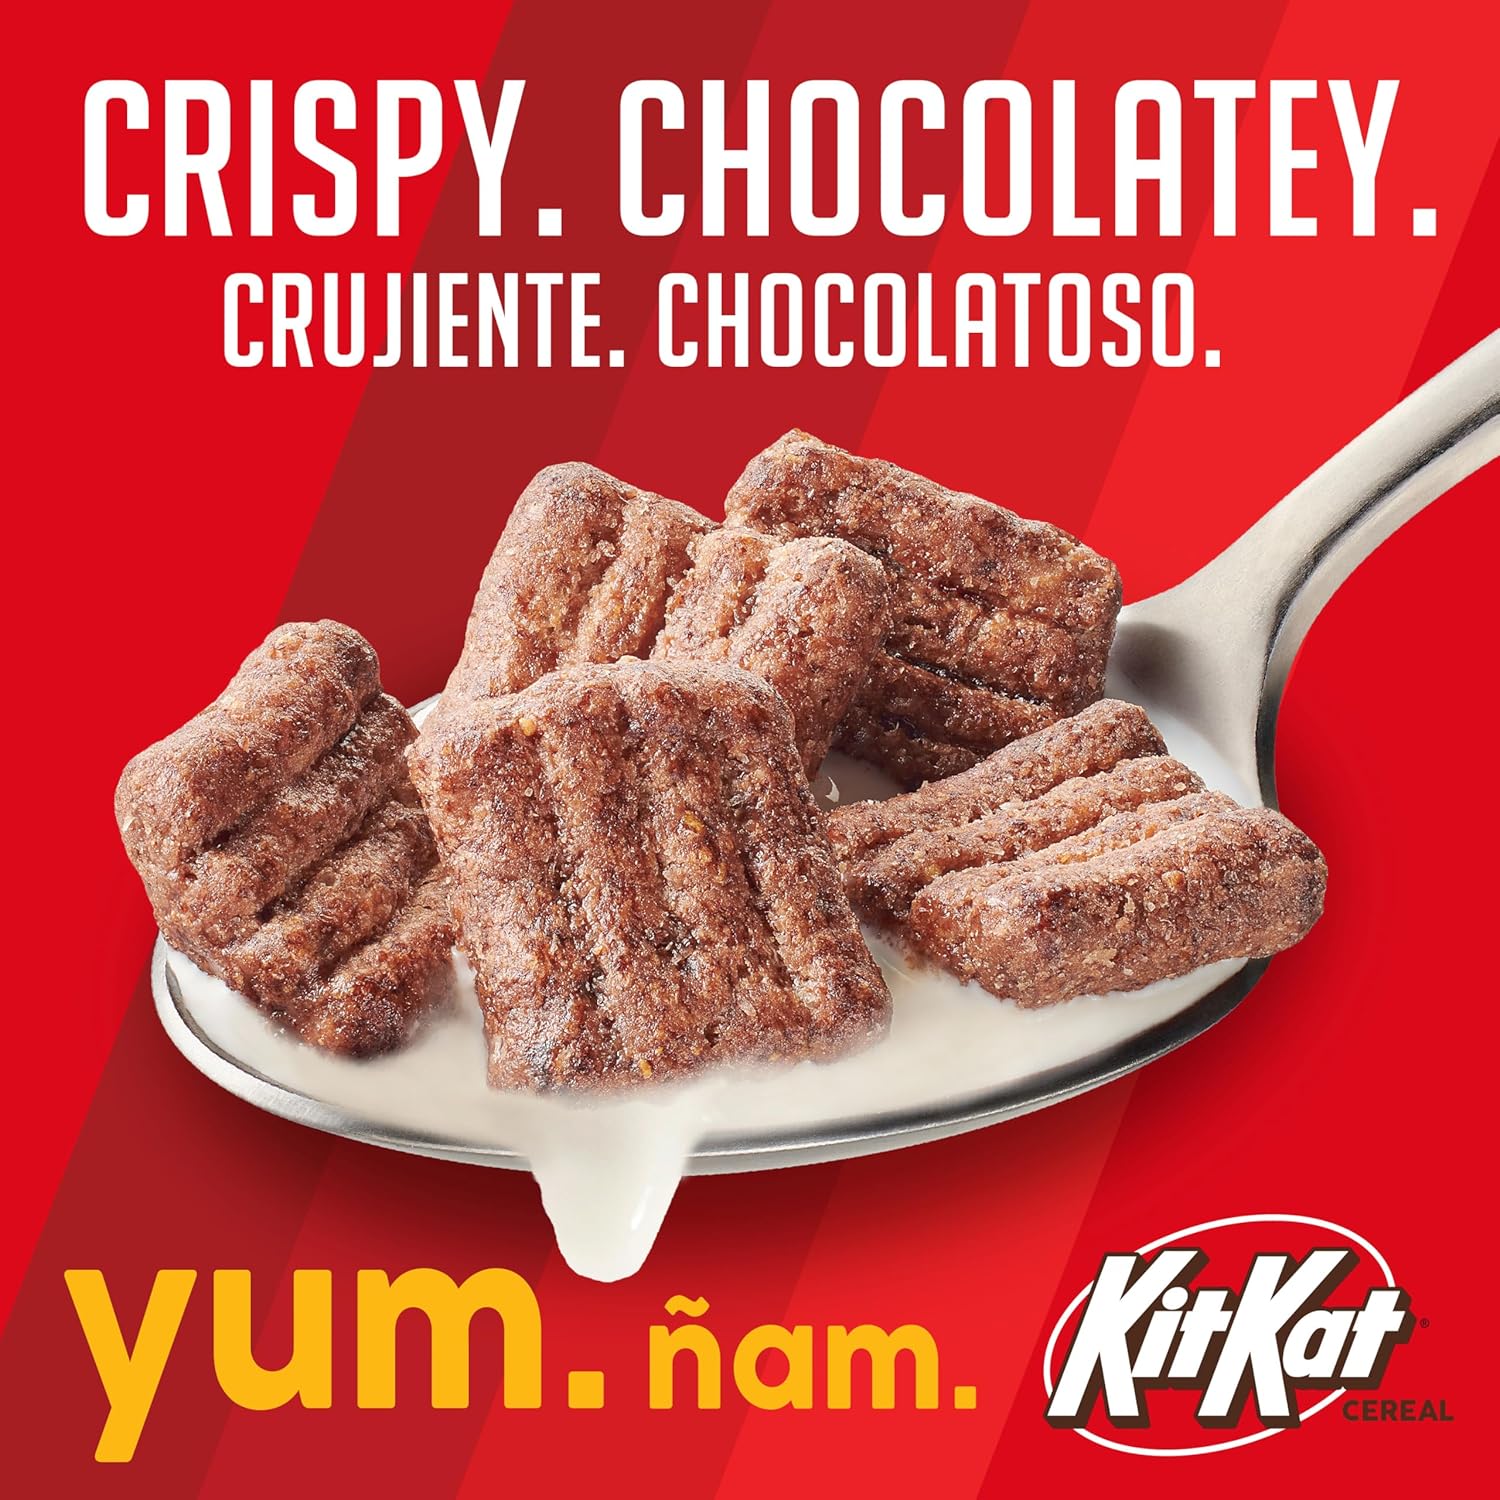 CRISPY. CHOCOLATEY.
CRUJIENTE. CHOCOLATOSO.
yum. ñam.
KitKat®
CEREAL